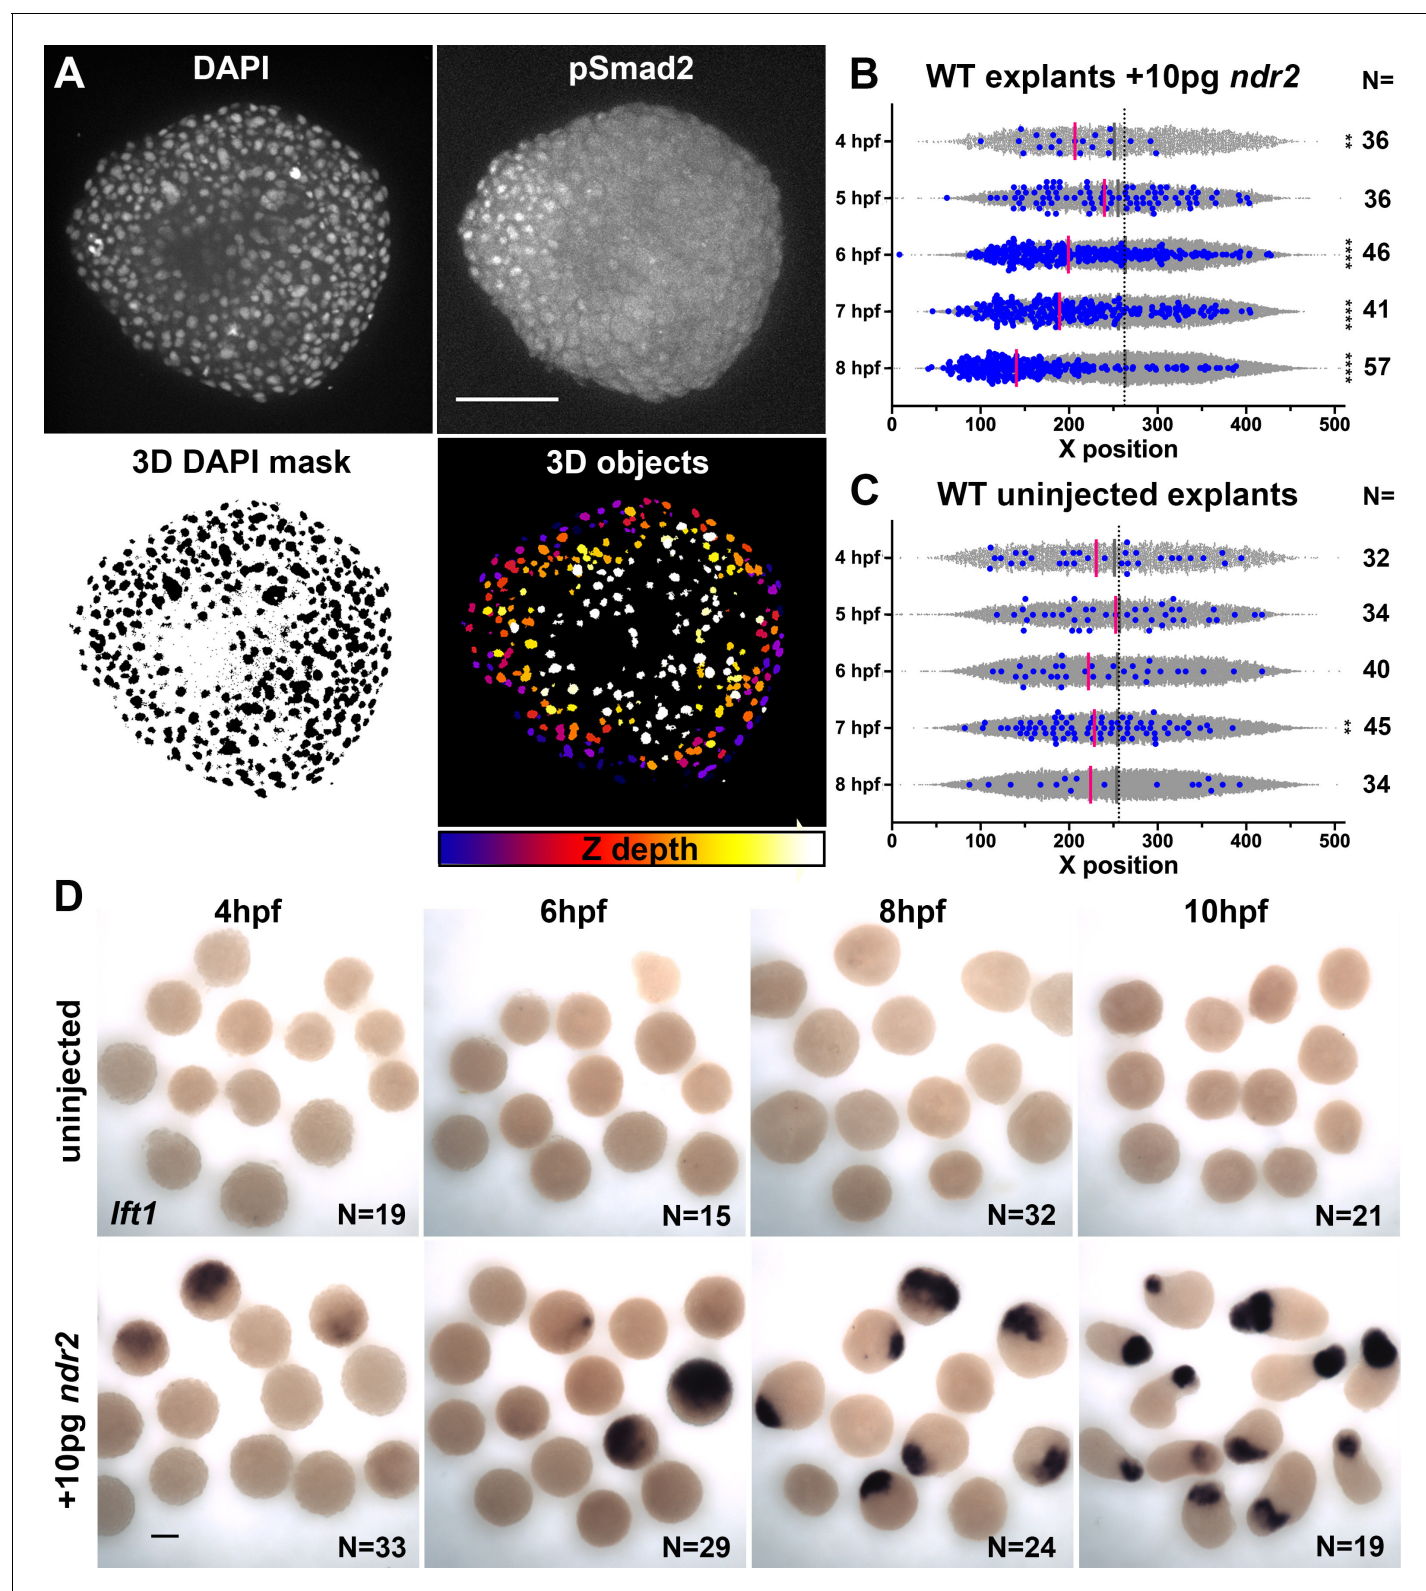 A
DAPI
pSmad2
3D DAPI mask
3D objects
Z depth
B
WT explants +10pg ndr2
N=
4 hpf
**
36
5 hpf
36
6 hpf
****
46
7 hpf
****
41
8 hpf
****
57
0 100 200 300 400 500
X position
C
WT uninjected explants
N=
4 hpf
32
5 hpf
34
6 hpf
40
7 hpf
**
45
8 hpf
34
0 100 200 300 400 500
X position
D
4hpf 6hpf 8hpf 10hpf
uninjected
lft1
N=19 N=15 N=32 N=21
+10pg ndr2
N=33 N=29 N=24 N=19